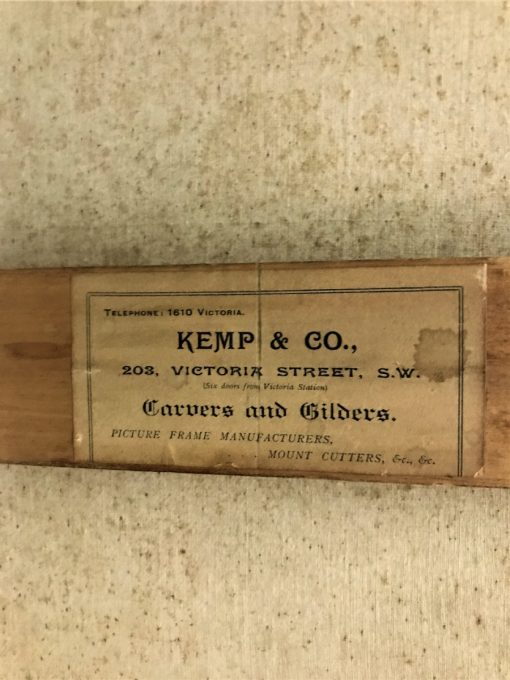 TELEPHONE: 1610 VICTORIA.
KEMP & CO.,
203, VICTORIA STREET, S.W.
(Six doors from Victoria Station)
Carvers and Gilders.
PICTURE FRAME MANUFACTURERS,
. . . MOUNT CUTTERS, &c., &c.